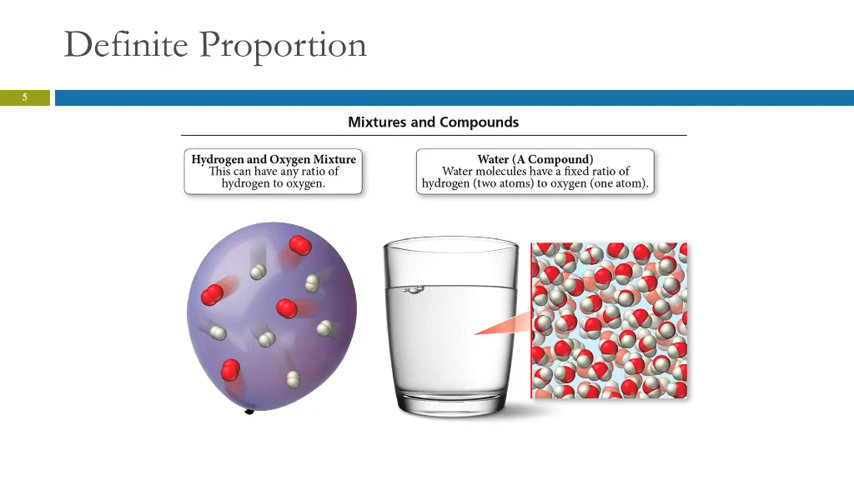 Definite Proportion
5
Mixtures and Compounds
Hydrogen and Oxygen Mixture
This can have any ratio of
hydrogen to oxygen.
Water (A Compound)
Water molecules have a fixed ratio of
hydrogen (two atoms) to oxygen (one atom).